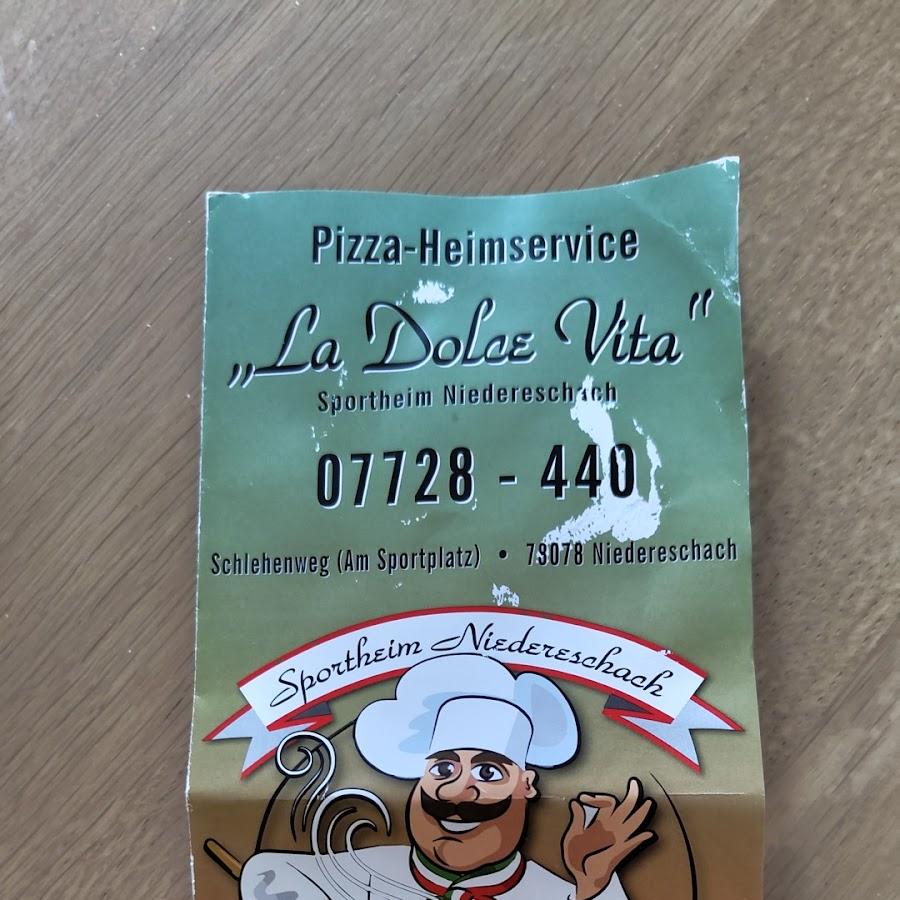 Pizza-Heimservice
„La Dolce Vita"
Sportheim Niedereschach
07728 - 440
Schlehenweg (Am Sportplatz) • 78078 Niedereschach
Sportheim Niedereschach